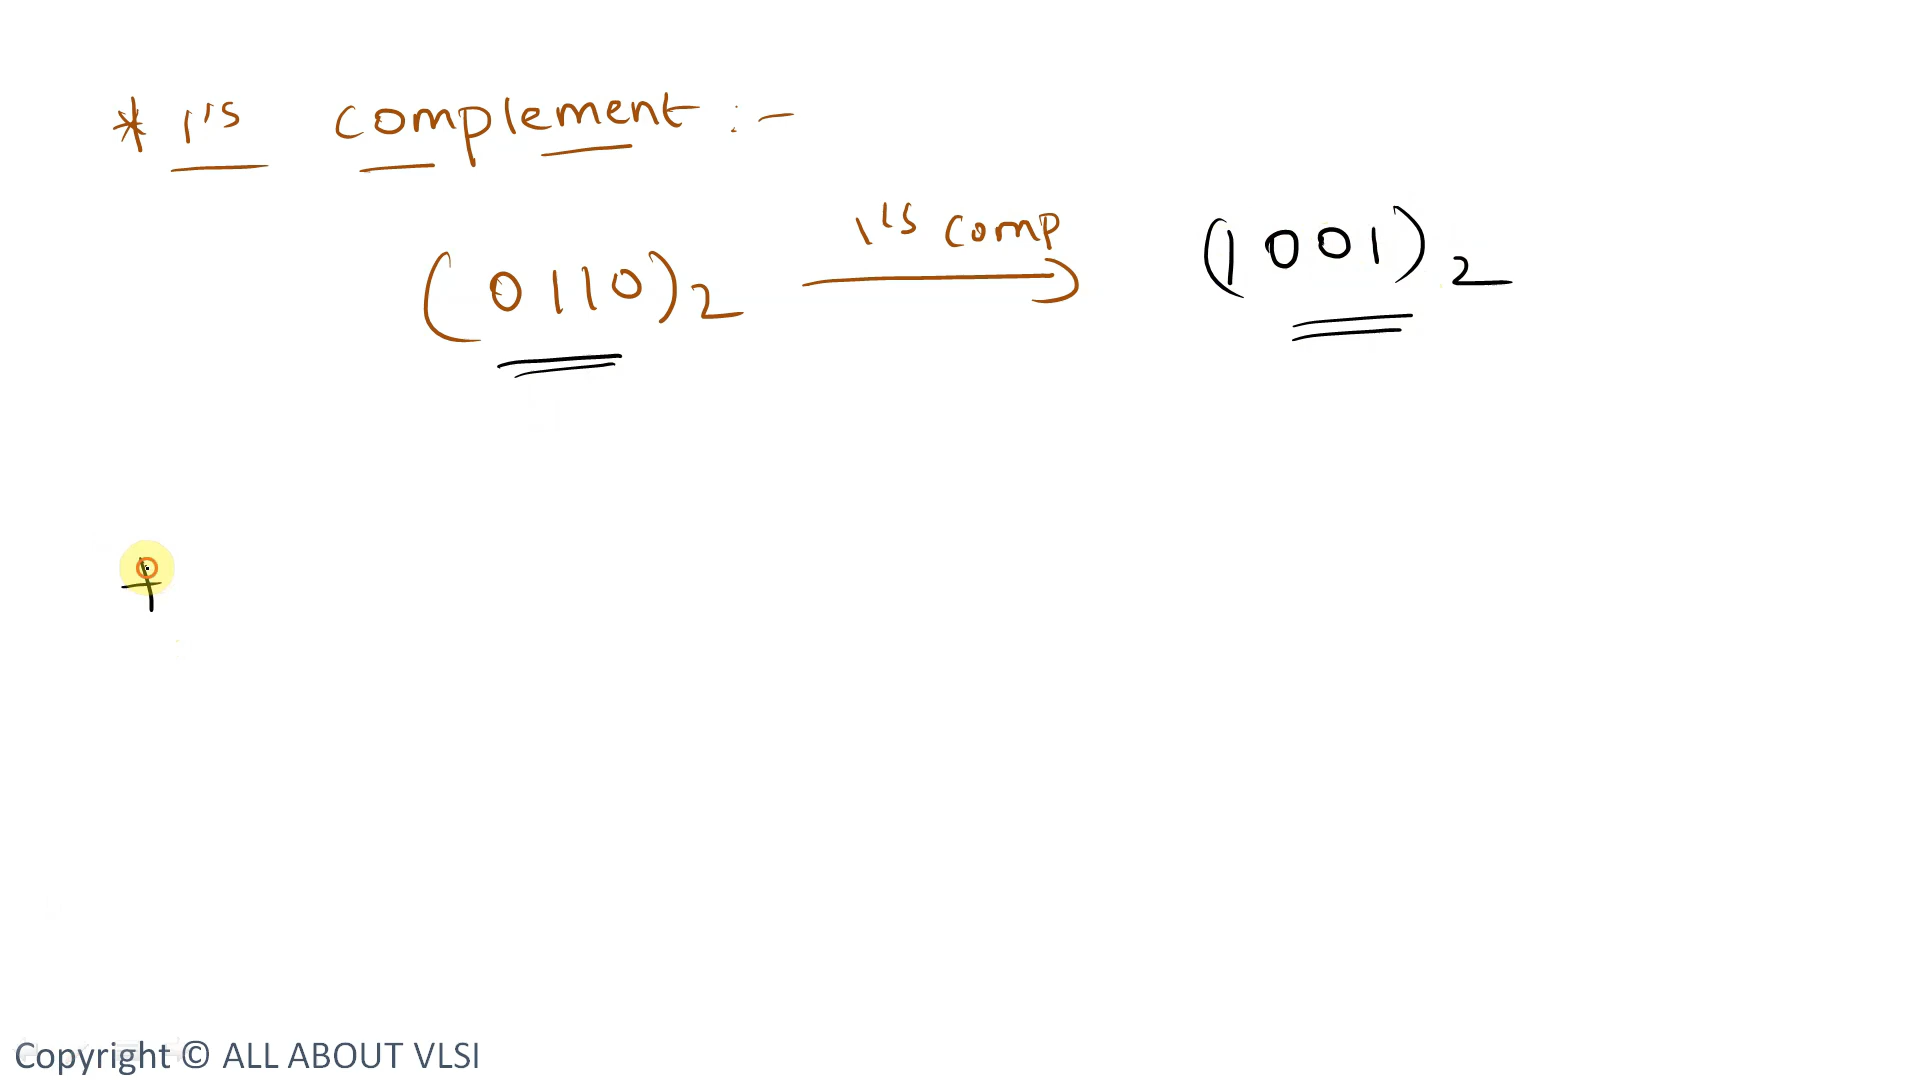 * 1's complement :-
1's comp
(0110)2 (1001)2
Copyright © ALL ABOUT VLSI